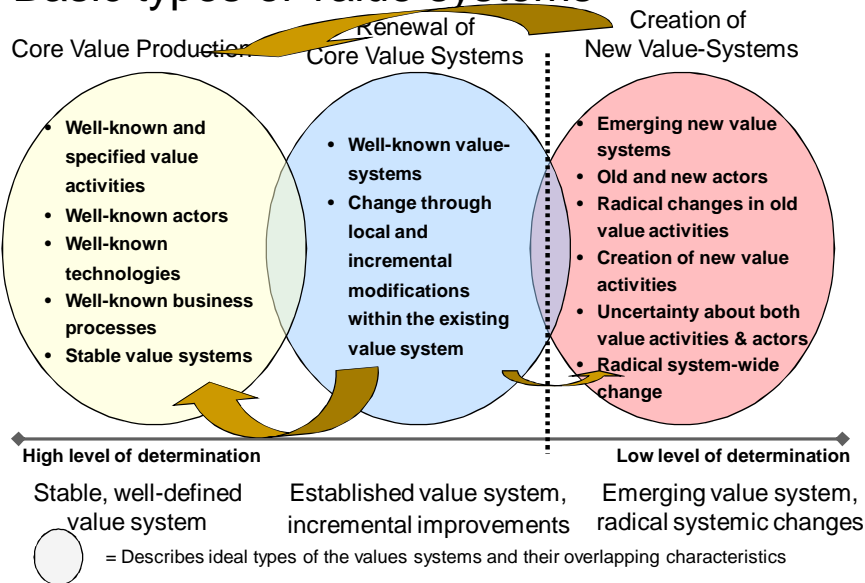 Basic types of value systems
Core Value Production
Renewal of
Core Value Systems
Creation of
New Value-Systems
• Well-known and
specified value
activities
• Well-known actors
• Well-known
technologies
• Well-known business
processes
• Stable value systems
• Well-known value-
systems
• Change through
local and
incremental
modifications
within the existing
value system
• Emerging new value
systems
• Old and new actors
• Radical changes in old
value activities
• Creation of new value
activities
• Uncertainty about both
value activities & actors
• Radical system-wide
change
High level of determination
Low level of determination
Stable, well-defined
value system
Established value system,
incremental improvements
Emerging value system,
radical systemic changes
= Describes ideal types of the values systems and their overlapping characteristics